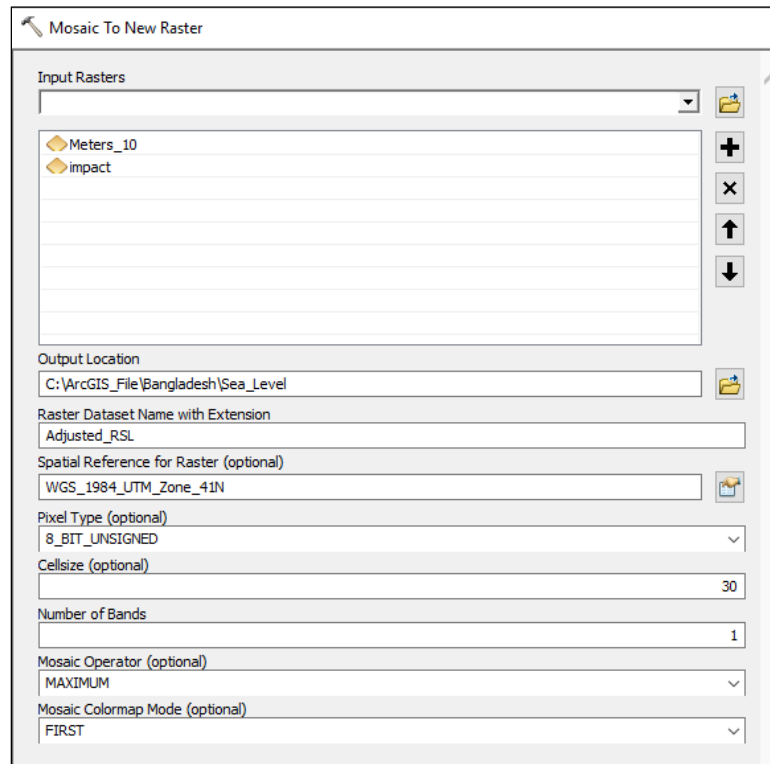 Mosaic To New Raster
Input Rasters
Meters_10
impact
Output Location
C:\ArcGIS_File\Bangladesh\Sea_Level
Raster Dataset Name with Extension
Adjusted_RSL
Spatial Reference for Raster (optional)
WGS_1984_UTM_Zone_41N
Pixel Type (optional)
8_BIT_UNSIGNED
Cellsize (optional)
30
Number of Bands
1
Mosaic Operator (optional)
MAXIMUM
Mosaic Colormap Mode (optional)
FIRST